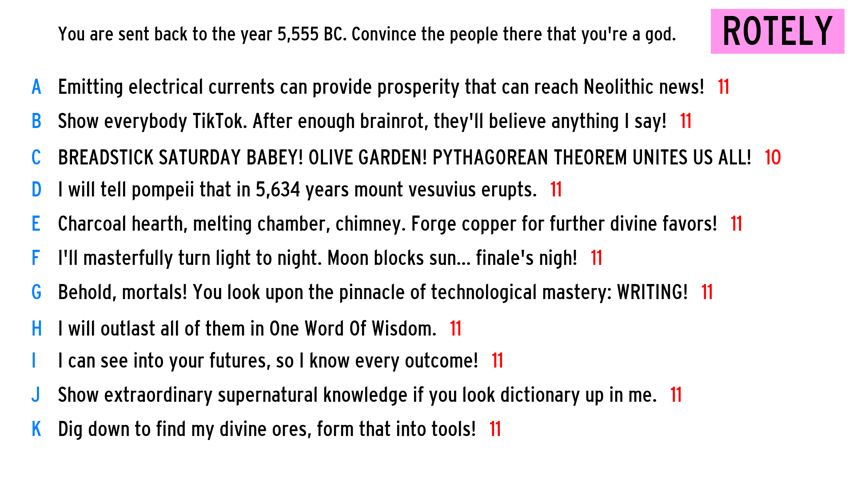 You are sent back to the year 5,555 BC. Convince the people there that you're a god.
ROTELY
A Emitting electrical currents can provide prosperity that can reach Neolithic news! 11
B Show everybody TikTok. After enough brainrot, they'll believe anything I say! 11
C BREADSTICK SATURDAY BABEY! OLIVE GARDEN! PYTHAGOREAN THEOREM UNITES US ALL! 10
D I will tell pompeii that in 5,634 years mount vesuvius erupts. 11
E Charcoal hearth, melting chamber, chimney. Forge copper for further divine favors! 11
F I'll masterfully turn light to night. Moon blocks sun... finale's nigh! 11
G Behold, mortals! You look upon the pinnacle of technological mastery: WRITING! 11
H I will outlast all of them in One Word Of Wisdom. 11
I I can see into your futures, so I know every outcome! 11
J Show extraordinary supernatural knowledge if you look dictionary up in me. 11
K Dig down to find my divine ores, form that into tools! 11